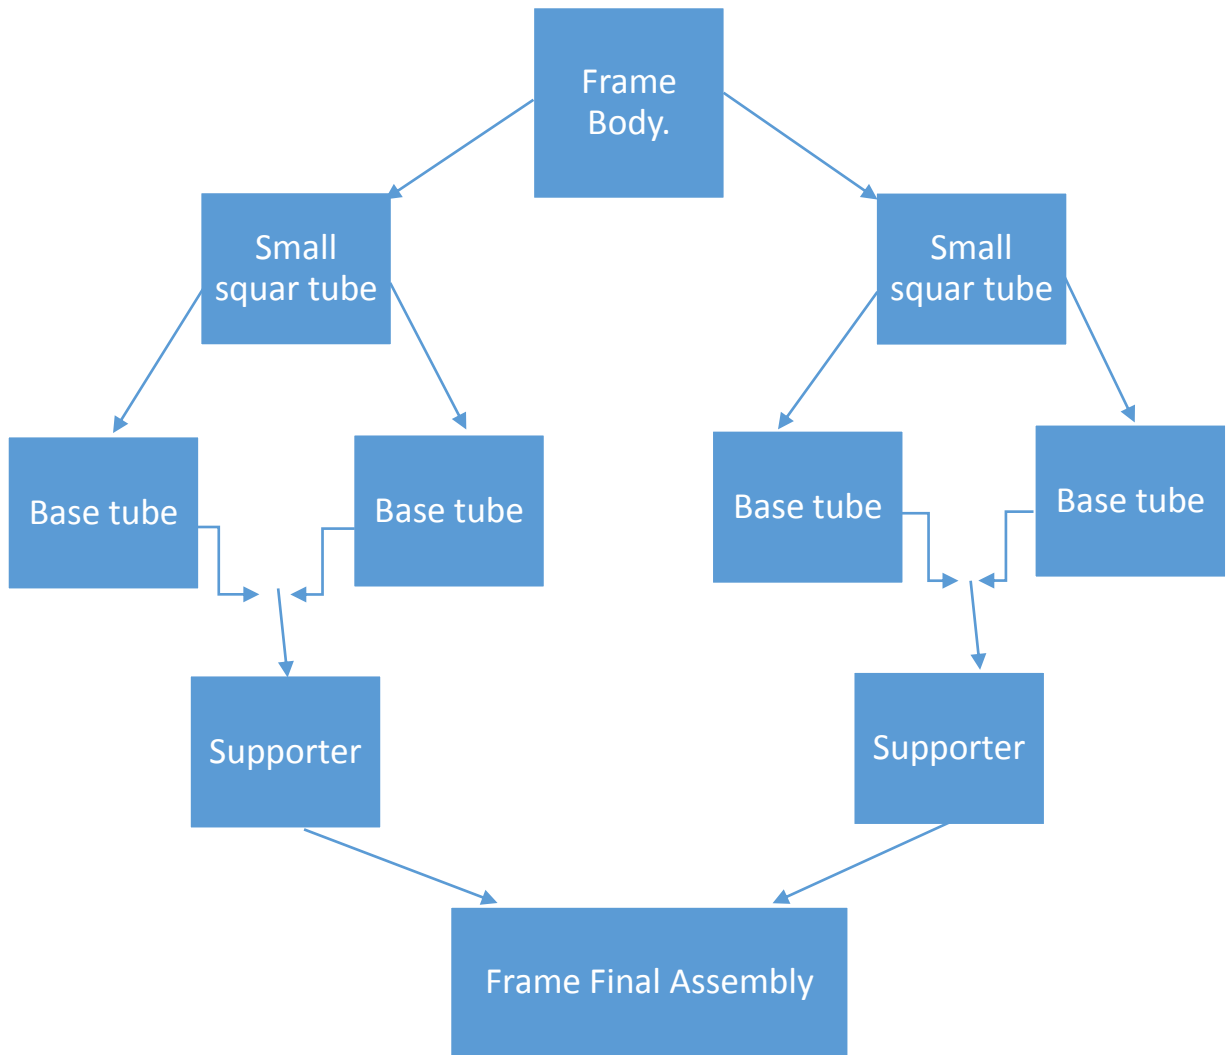 Frame
Body.
Small
squar tube
Small
squar tube
Base tube
Base tube
Base tube
Base tube
Supporter
Supporter
Frame Final Assembly